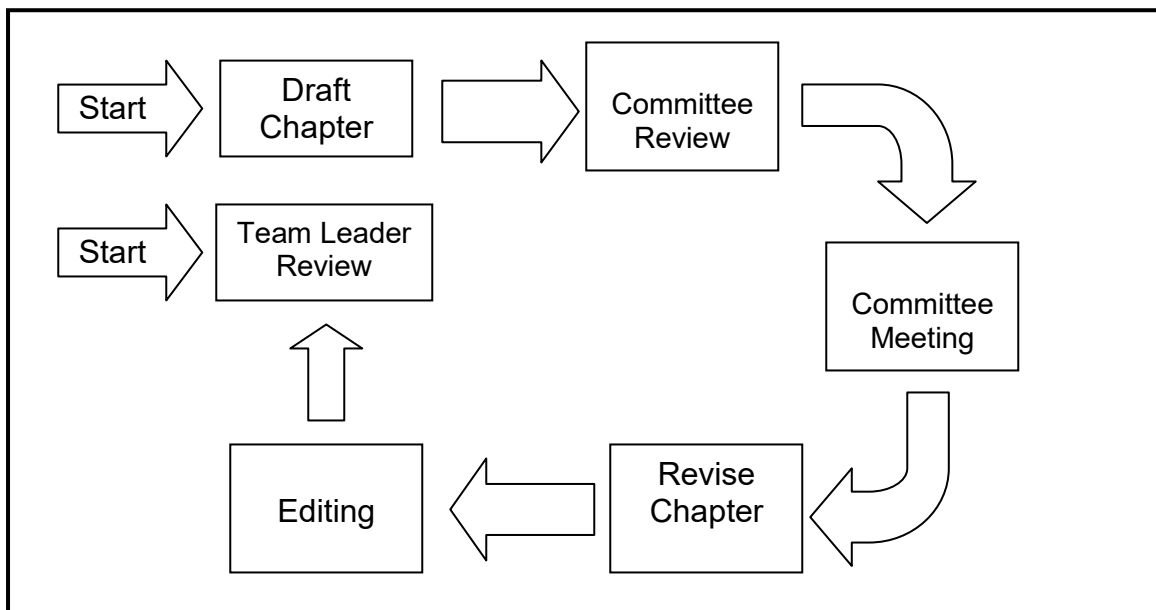 Start
Draft
Chapter
Committee
Review
Start
Team Leader
Review
Committee
Meeting
Revise
Chapter
Editing